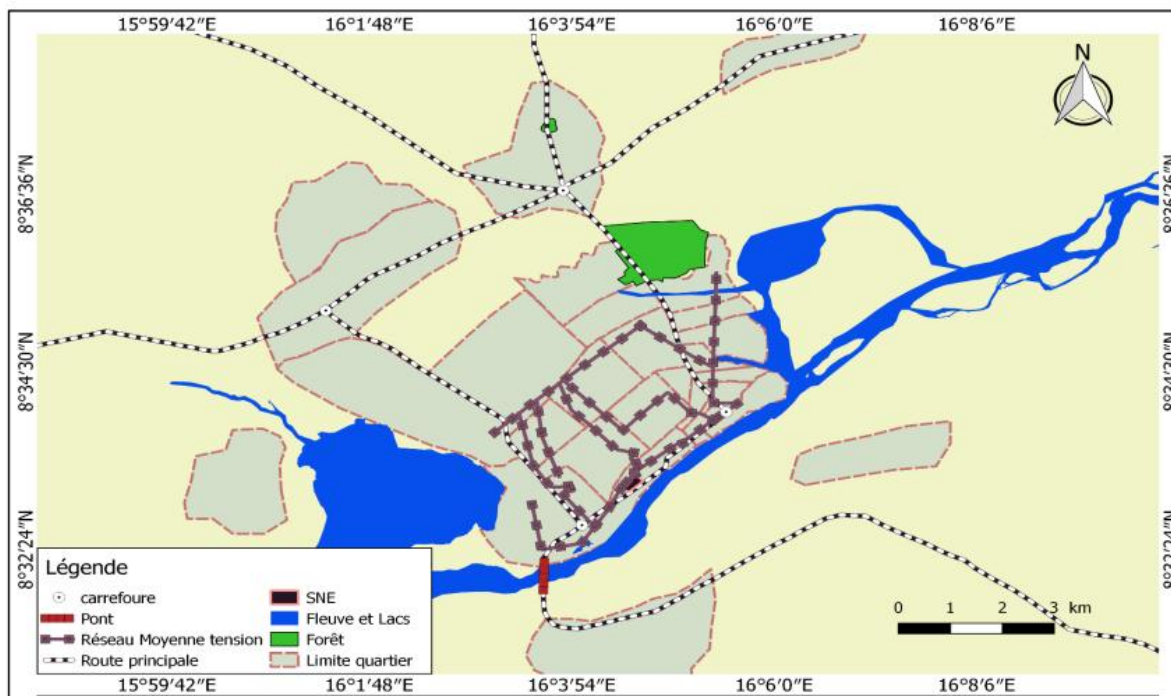 15°59′42″E 16°1′48″E 16°3′54″E 16°6′0″E 16°8′6″E
N
8°36′36″N
8°36′36″N
8°34′30″N
8°34′30″N
8°32′24″N
8°32′24″N
Légende
carrefoure
Pont
Réseau Moyenne tension
Route principale
SNE
Fleuve et Lacs
Forêt
Limite quartier
0 1 2 3 km
15°59′42″E 16°1′48″E 16°3′54″E 16°6′0″E 16°8′6″E